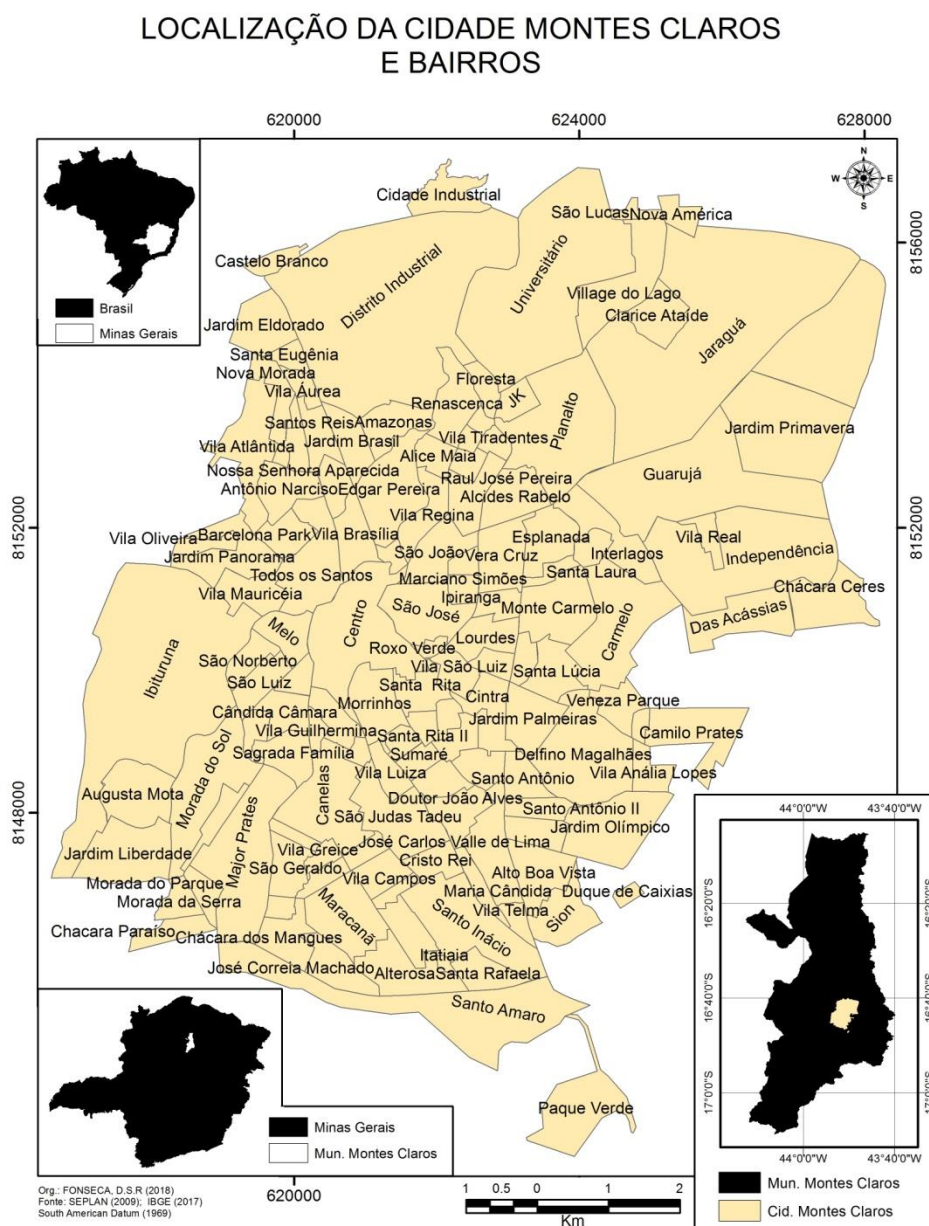 LOCALIZAÇÃO DA CIDADE MONTES CLAROS
E BAIRROS
620000
624000
628000
N
W
E
S
8156000
8152000
8148000
Brasil
Minas Gerais
Cidade Industrial
São Lucas
Nova América
Castelo Branco
Distrito Industrial
Universitário
Village do Lago
Clarice Ataíde
Jaraguá
Jardim Eldorado
Santa Eugênia
Nova Morada
Vila Áurea
Floresta
Renascença
JK
Planalto
Santos Reis
Amazonas
Jardim Brasil
Vila Tiradentes
Jardim Primavera
Vila Atlântida
Alice Maia
Nossa Senhora Aparecida
Raul José Pereira
Guarujá
Antônio Narciso
Edgar Pereira
Alcides Rabelo
Vila Regina
Vila Oliveira
Barcelona Park
Vila Brasília
Esplanada
Vila Real
Jardim Panorama
São João
Vera Cruz
Interlagos
Independência
Todos os Santos
Marciano Simões
Santa Laura
Chácara Ceres
Vila Mauricéia
Ipiranga
São José
Monte Carmelo
Das Acássias
Centro
Melo
Carmelo
Ibituruna
Roxo Verde
Lourdes
São Norberto
Vila São Luiz
Santa Lúcia
São Luiz
Santa Rita
Cintra
Veneza Parque
Morrinhos
Cândida Câmara
Jardim Palmeiras
Camilo Prates
Vila Guilhermina
Santa Rita II
Sagrada Família
Sumaré
Delfino Magalhães
Morada do Sol
Canelas
Vila Luiza
Santo Antônio
Vila Anália Lopes
Augusta Mota
Doutor João Alves
Santo Antônio II
São Judas Tadeu
Jardim Olímpico
Jardim Liberdade
Major Prates
Vila Greice
José Carlos Valle de Lima
São Geraldo
Cristo Rei
Alto Boa Vista
Morada do Parque
Vila Campos
Maria Cândida
Duque de Caixias
Morada da Serra
Vila Telma
Sion
Maracanã
Santo Inácio
Chacara Paraíso
Chácara dos Mangues
Itatiaia
José Correia Machado
Alterosa
Santa Rafaela
Santo Amaro
Paque Verde
Minas Gerais
Mun. Montes Claros
44°0'0"W
43°40'0"W
16°20'0"S
16°20'0"S
16°40'0"S
16°40'0"S
17°0'0"S
17°0'0"S
44°0'0"W
43°40'0"W
Mun. Montes Claros
Cid. Montes Claros
Org.: FONSECA, D.S.R (2018)
Fonte: SEPLAN (2009); IBGE (2017)
South American Datum (1969)
620000
1 0.5 0 1 2
Km